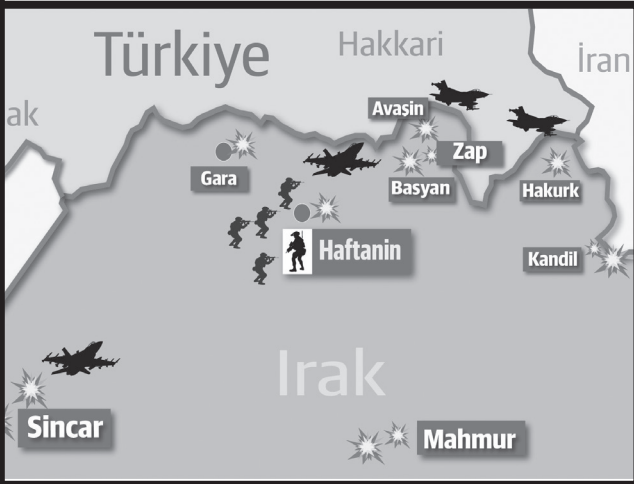 Türkiye
Hakkari
İran
ak
Avaşin
Zap
Gara
Basyan
Hakurk
Haftanin
Kandil
Irak
Sincar
Mahmur